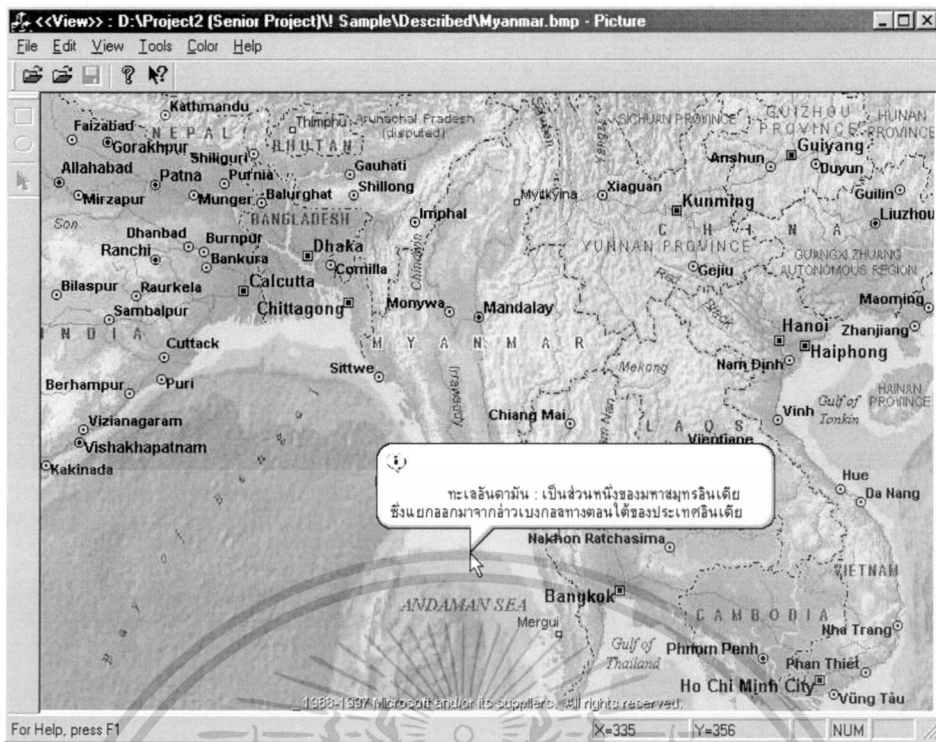 <<View>> : D:\Project2 (Senior Project)\! Sample\Described\Myanmar.bmp - Picture
File Edit View Tools Color Help
Kathmandu
Thimphu
Arunachal Pradesh
(disputed)
SICHUAN PROVINCE
GUIZHOU
PROVINCE
HUNAN
PROVINCE
Faizabad
NEPAL
Gorakhpur
BHUTAN
Shiliguri
Gauhati
Anshun
Guiyang
Duyun
Allahabad
Patna
Purnia
Shillong
Myitkyina
Xiaguan
Guilin
Mirzapur
Munger
Balurghat
Kunming
Son
BANGLADESH
Imphal
CHINA
Liuzhou
Dhanbad
Burnpur
Dhaka
Chindwin
YUNNAN PROVINCE
GUANGXI ZHUANG
AUTONOMOUS REGION
Ranchi
Bankura
Comilla
Gejiu
Bilaspur
Raurkela
Calcutta
Red
Black
Maoming
Sambalpur
Chittagong
Monywa
Mandalay
Hanoi
Zhanjiang
INDIA
MYANMAR
Haiphong
Cuttack
Sittwe
Mekong
Nam Dinh
Berhampur
Puri
Irrawaddy
HAINAN
PROVINCE
Vizianagaram
Chiang Mai
Nan
LAOS
Vinh
Gulf of
Tonkin
Vishakhapatnam
Vientiane
Kakinada
Hue
Da Nang
ทะเลอันดามัน : เป็นส่วนหนึ่งของมหาสมุทรอินเดีย
ซึ่งแยกออกมาจากอ่าวเบงกอลทางตอนใต้ของประเทศอินเดีย
Nakhon Ratchasima
VIETNAM
ANDAMAN SEA
Bangkok
CAMBODIA
Mergui
Nha Trang
Gulf of
Thailand
Phnom Penh
Phan Thiet
Ho Chi Minh City
Vũng Tàu
1988-1997 Microsoft and/or its suppliers. All rights reserved.
For Help, press F1
X=335
Y=356
NUM